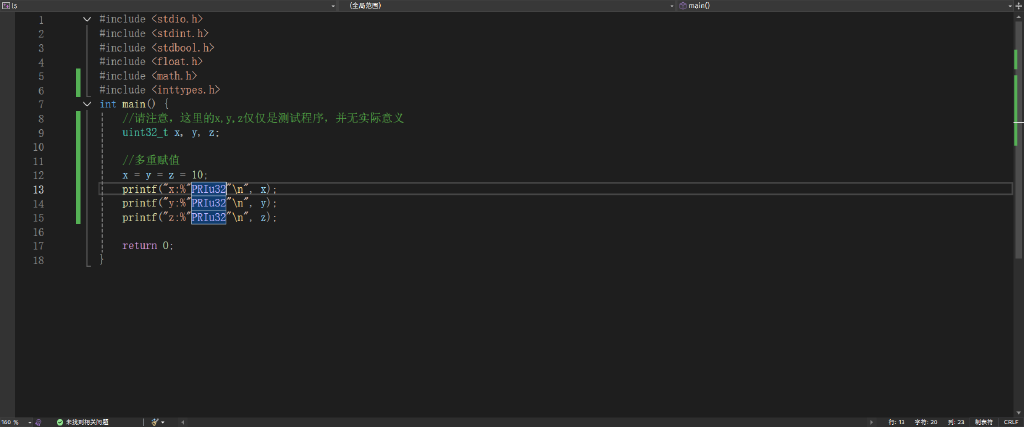 ls (全局范围) main()
1 #include <stdio.h>
2 #include <stdint.h>
3 #include <stdbool.h>
4 #include <float.h>
5 #include <math.h>
6 #include <inttypes.h>
7 int main() {
8 //请注意，这里的x,y,z仅仅是测试程序，并无实际意义
9 uint32_t x, y, z;
10
11 //多重赋值
12 x = y = z = 10;
13 printf("x:%"PRIu32"\n", x);
14 printf("y:%"PRIu32"\n", y);
15 printf("z:%"PRIu32"\n", z);
16
17 return 0;
18 }
160 % 未找到相关问题 行: 13 字符: 20 列: 23 制表符 CRLF